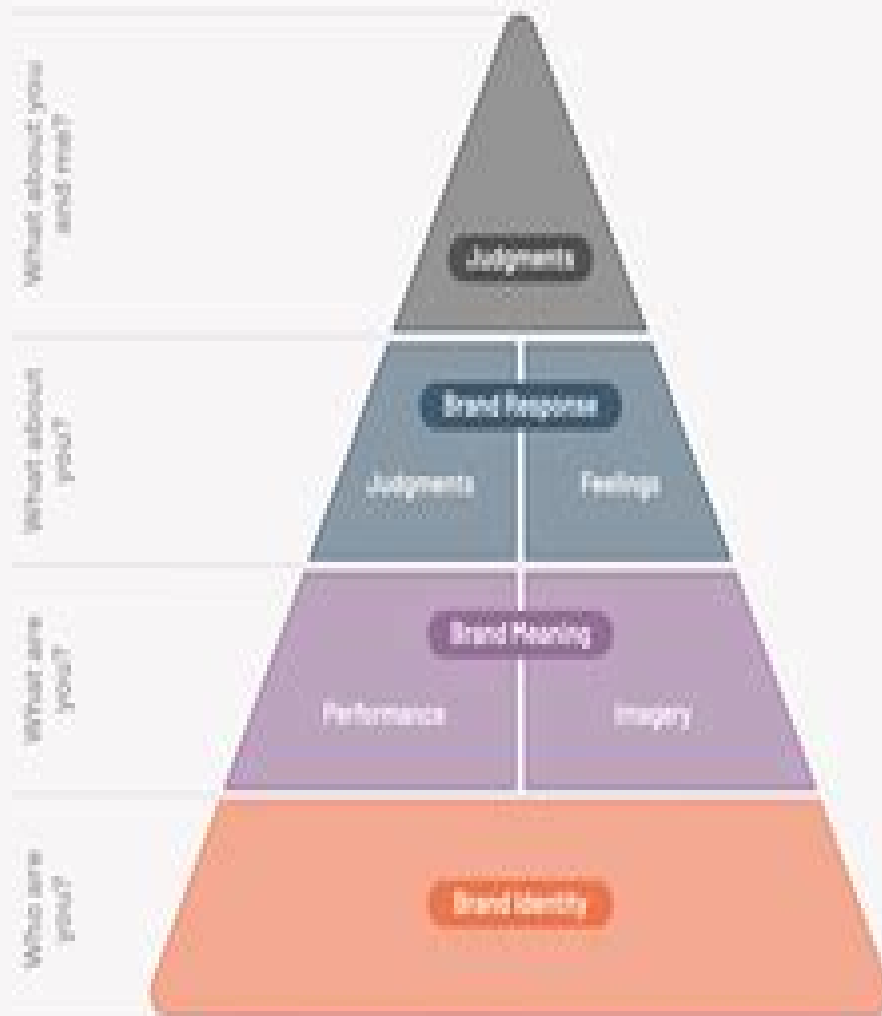 What about you
and me?
Judgments
What about
you?
Brand Response
Judgments
Feelings
What are
you?
Brand Meaning
Performance
Imagery
Who are
you?
Brand Identity